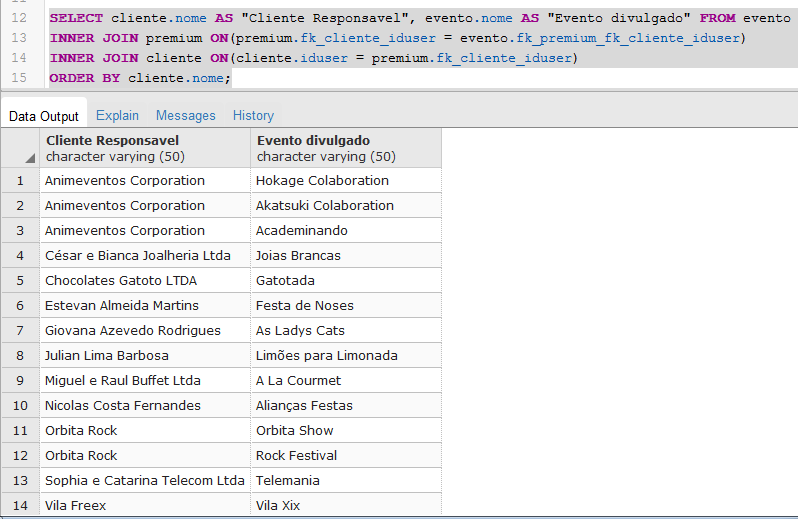 12 SELECT cliente.nome AS "Cliente Responsavel", evento.nome AS "Evento divulgado" FROM evento
13 INNER JOIN premium ON(premium.fk_cliente_iduser = evento.fk_premium_fk_cliente_iduser)
14 INNER JOIN cliente ON(cliente.iduser = premium.fk_cliente_iduser)
15 ORDER BY cliente.nome;
Data Output Explain Messages History
Cliente Responsavel Evento divulgado
character varying (50) character varying (50)
1 Animeventos Corporation Hokage Colaboration
2 Animeventos Corporation Akatsuki Colaboration
3 Animeventos Corporation Academinando
4 César e Bianca Joalheria Ltda Joias Brancas
5 Chocolates Gatoto LTDA Gatotada
6 Estevan Almeida Martins Festa de Noses
7 Giovana Azevedo Rodrigues As Ladys Cats
8 Julian Lima Barbosa Limões para Limonada
9 Miguel e Raul Buffet Ltda A La Courmet
10 Nicolas Costa Fernandes Alianças Festas
11 Orbita Rock Orbita Show
12 Orbita Rock Rock Festival
13 Sophia e Catarina Telecom Ltda Telemania
14 Vila Freex Vila Xix